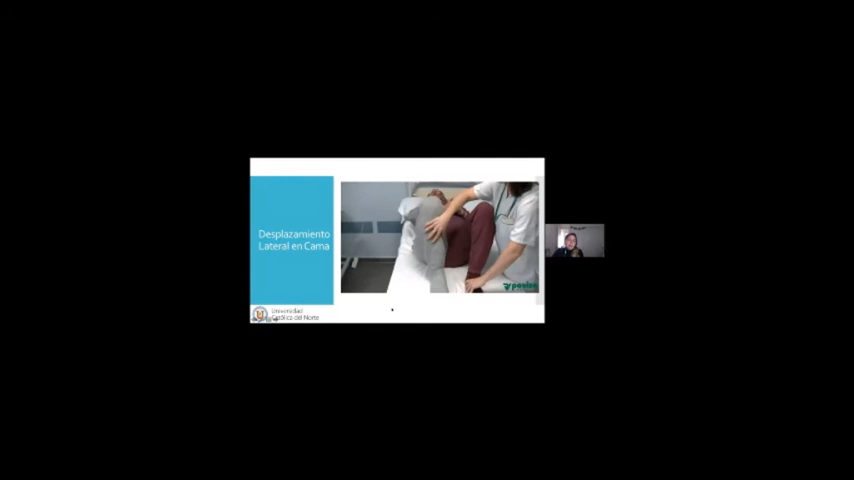 Desplazamiento
Lateral en Cama
Universidad
Católica del Norte